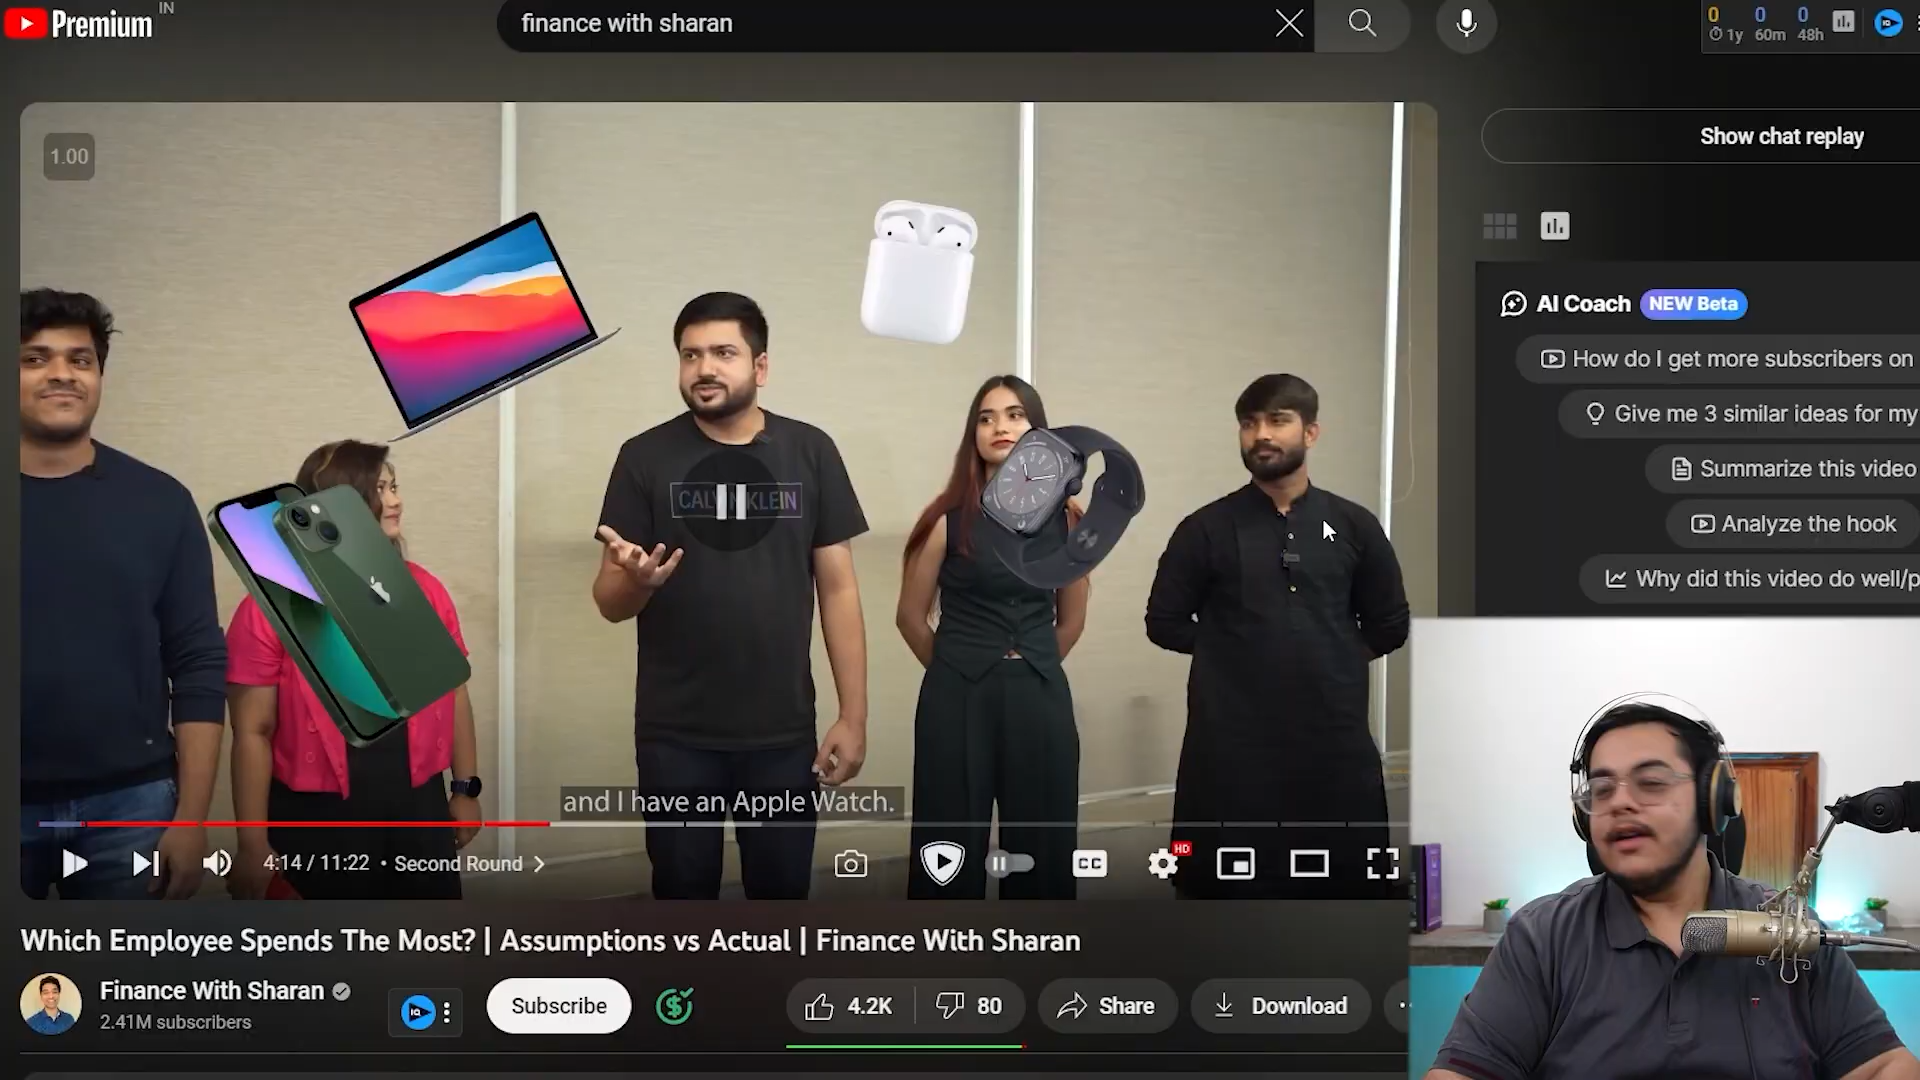 Premium IN
finance with sharan
0 0 0
1y 60m 48h
1.00
Show chat replay
AI Coach NEW Beta
How do I get more subscribers on
Give me 3 similar ideas for my
Summarize this video
Analyze the hook
Why did this video do well/p
CALVIN KLEIN
and I have an Apple Watch.
4:14 / 11:22 • Second Round
CC
HD
Which Employee Spends The Most? | Assumptions vs Actual | Finance With Sharan
Finance With Sharan
2.41M subscribers
IQ
Subscribe
4.2K
80
Share
Download